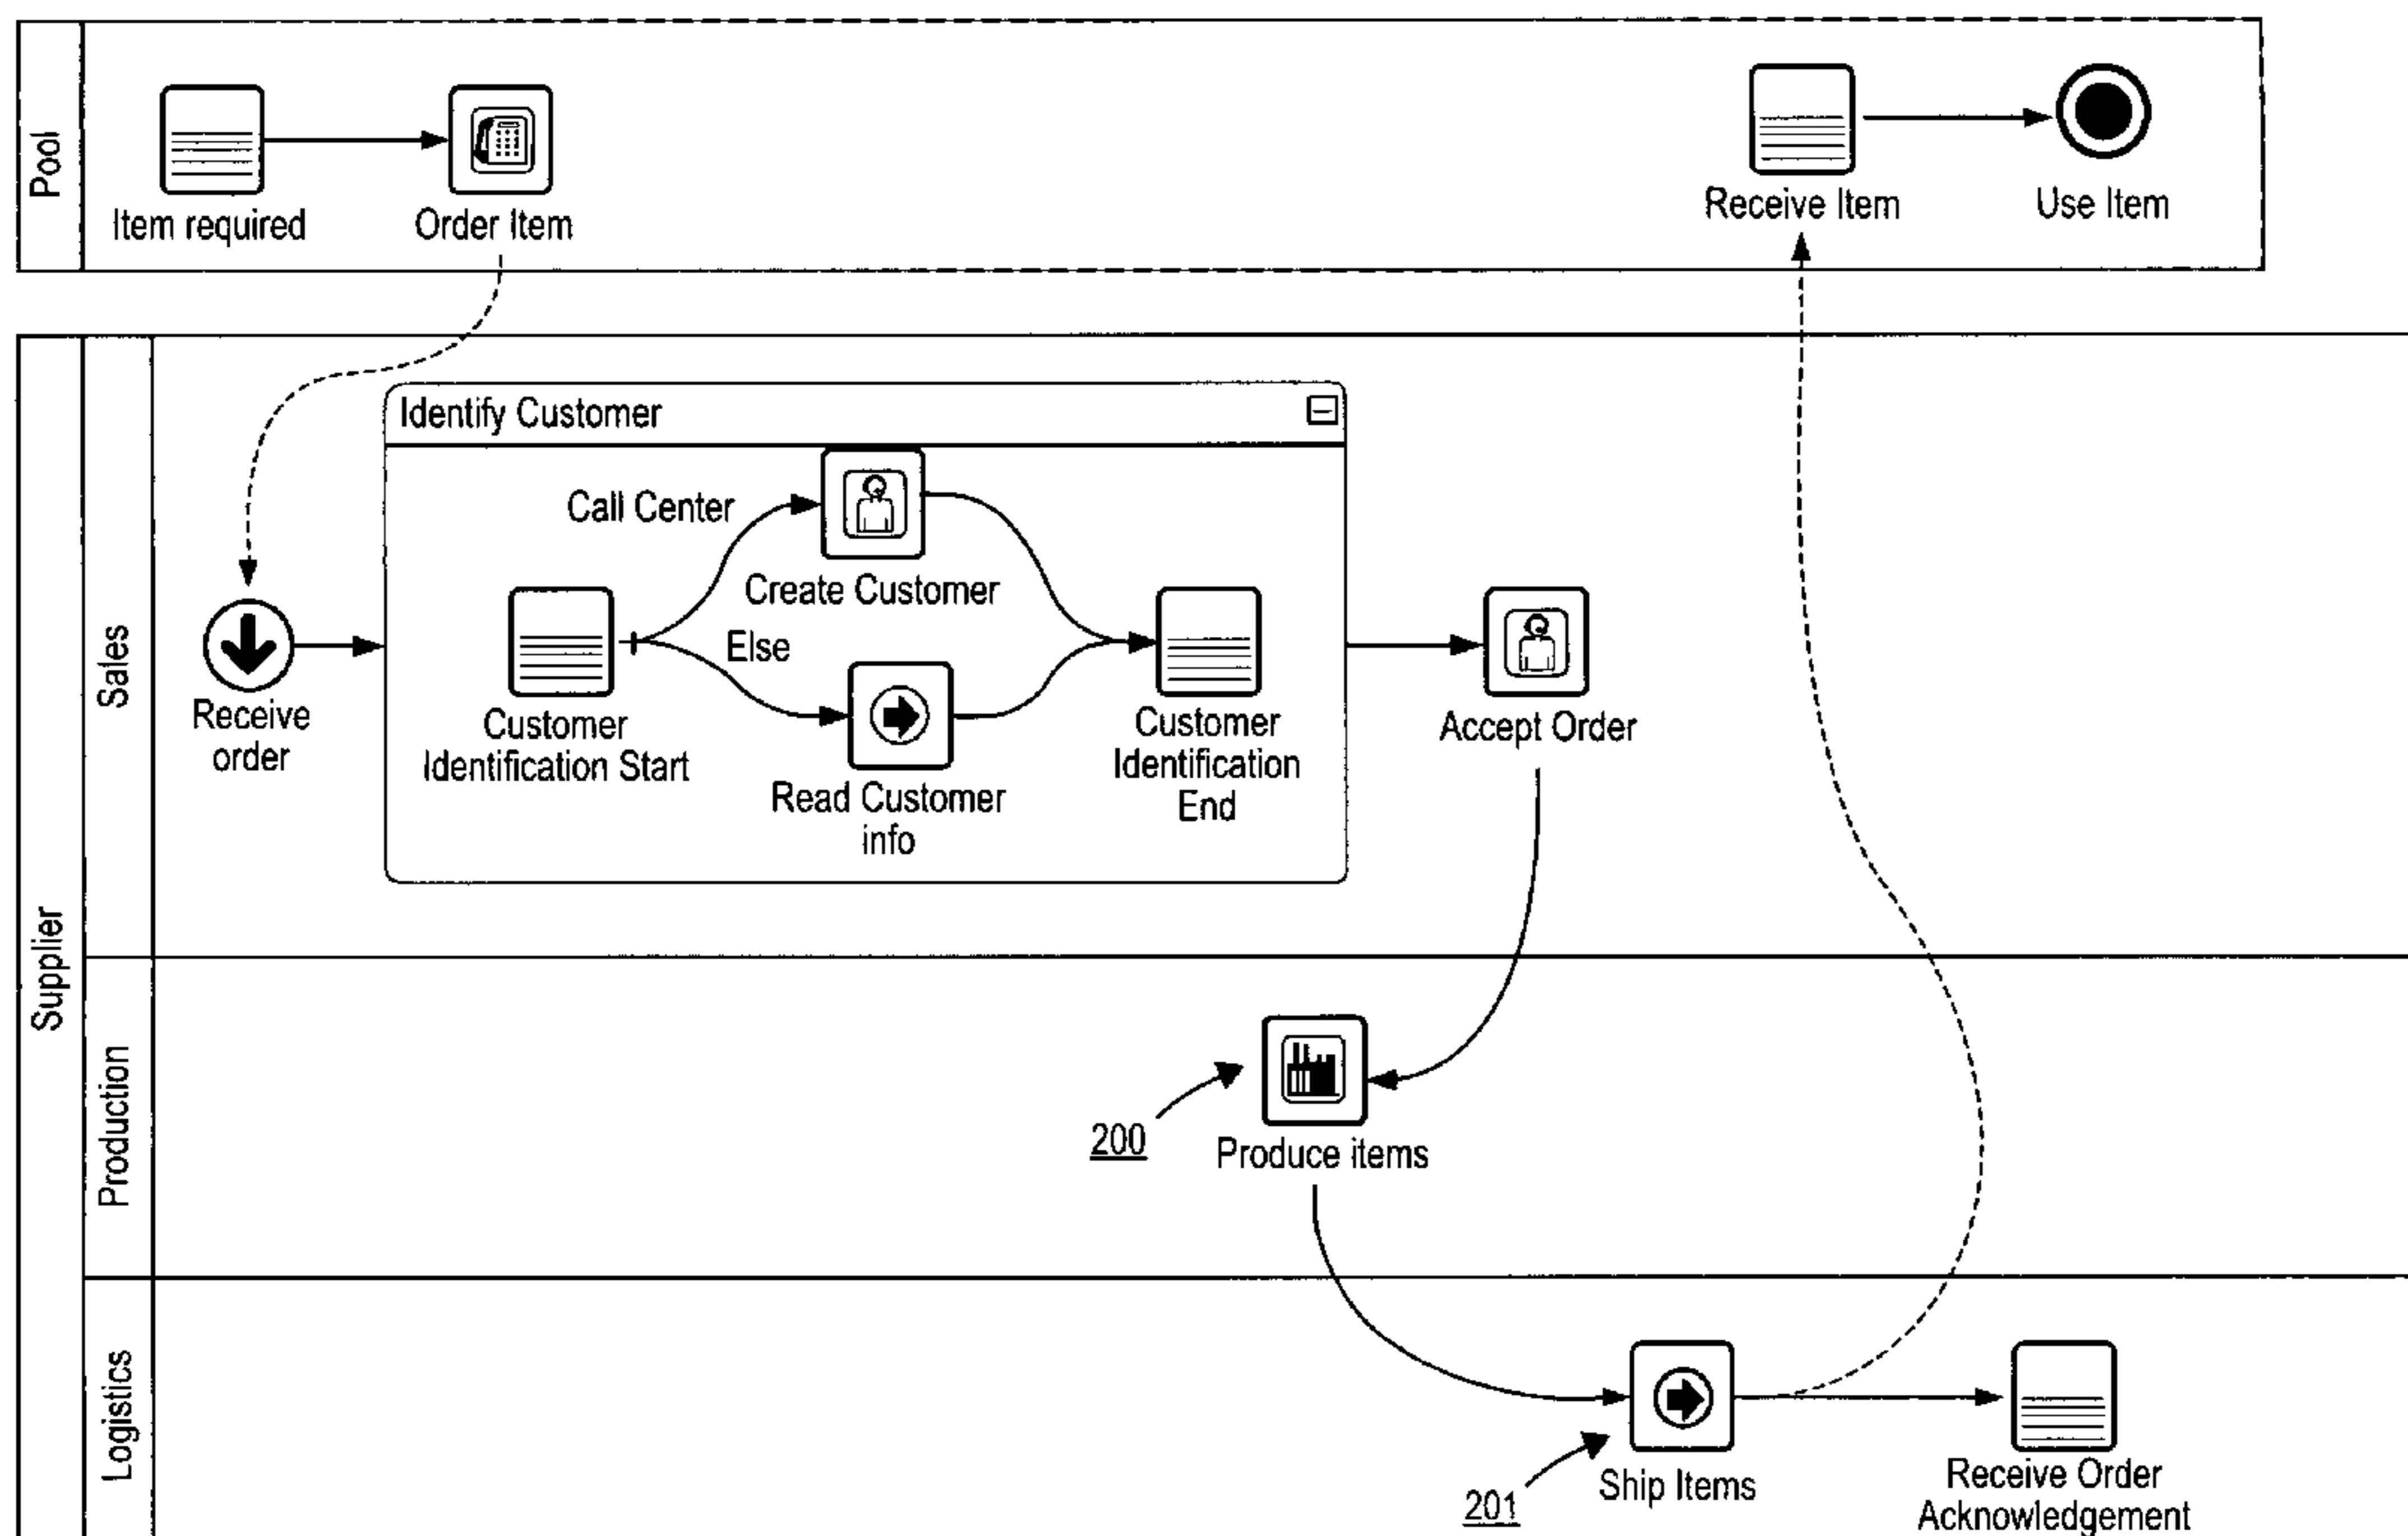 Pool
Item required
Order Item
Receive Item
Use Item
Supplier
Sales
Identify Customer
Call Center
Create Customer
Else
Receive
order
Customer
Identification Start
Read Customer
info
Customer
Identification
End
Accept Order
Production
200
Produce items
Logistics
201
Ship Items
Receive Order
Acknowledgement